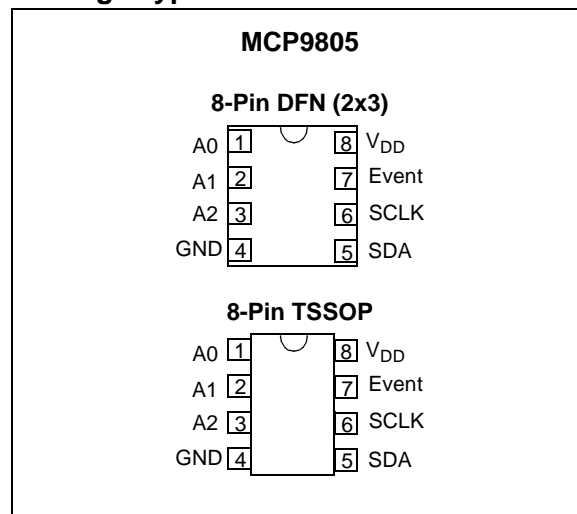 MCP9805
8-Pin DFN (2x3)
A0 1 8 VDD
A1 2 7 Event
A2 3 6 SCLK
GND 4 5 SDA
8-Pin TSSOP
A0 1 8 VDD
A1 2 7 Event
A2 3 6 SCLK
GND 4 5 SDA